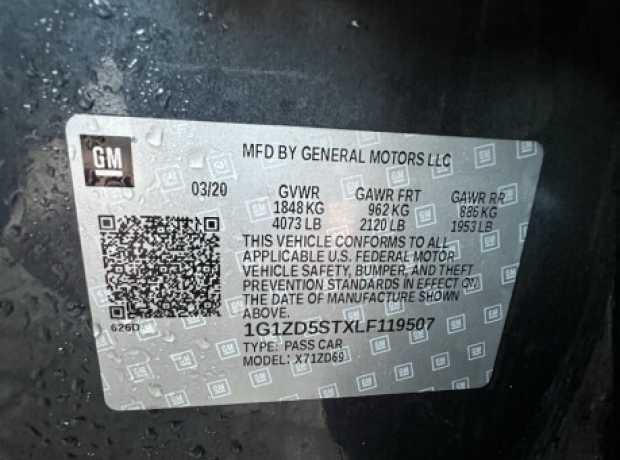 GM
MFD BY GENERAL MOTORS LLC
03/20 GVWR GAWR FRT GAWR RR
1848 KG 962 KG 886 KG
4073 LB 2120 LB 1953 LB
THIS VEHICLE CONFORMS TO ALL
APPLICABLE U.S. FEDERAL MOTOR
VEHICLE SAFETY, BUMPER, AND THEFT
PREVENTION STANDARDS IN EFFECT ON
THE DATE OF MANUFACTURE SHOWN
ABOVE.
626D
1G1ZD5STXLF119507
TYPE: PASS CAR
MODEL: X71ZD69